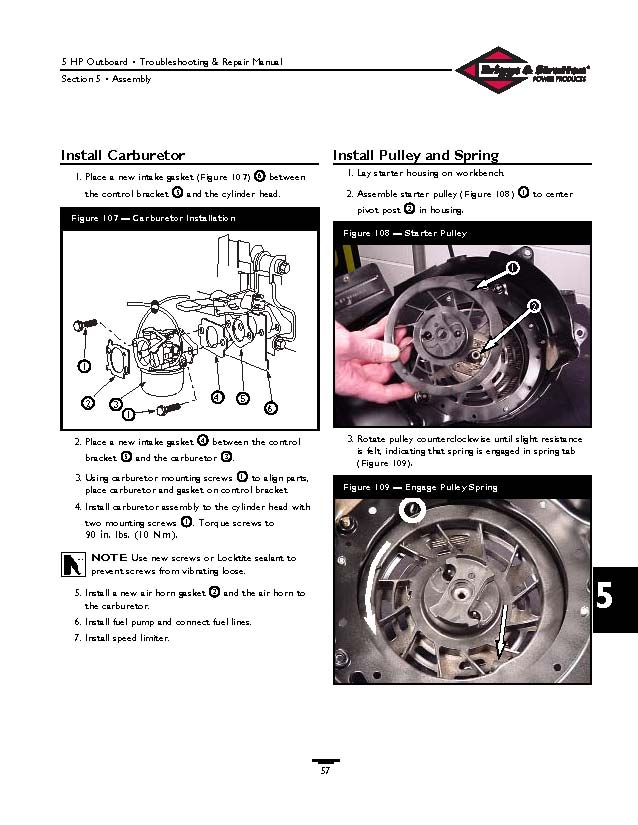 5 HP Outboard • Troubleshooting & Repair Manual
Section 5 • Assembly
Briggs & Stratton
POWER PRODUCTS
Install Carburetor
1. Place a new intake gasket (Figure 107) 6 between
the control bracket 5 and the cylinder head.
Figure 107 — Carburetor Installation
1
2
3
1
4
5
6
2. Place a new intake gasket 4 between the control
bracket 5 and the carburetor 3.
3. Using carburetor mounting screws 1 to align parts,
place carburetor and gasket on control bracket
4. Install carburetor assembly to the cylinder head with
two mounting screws 1. Torque screws to
90 in. lbs. (10 Nm).
NOTE Use new screws or Locktite sealant to
prevent screws from vibrating loose.
5. Install a new air horn gasket 2 and the air horn to
the carburetor.
6. Install fuel pump and connect fuel lines.
7. Install speed limiter.
Install Pulley and Spring
1. Lay starter housing on workbench.
2. Assemble starter pulley (Figure 108) 1 to center
pivot post 2 in housing.
Figure 108 — Starter Pulley
1
2
3. Rotate pulley counterclockwise until slight resistance
is felt, indicating that spring is engaged in spring tab
(Figure 109).
Figure 109 — Engage Pulley Spring
5
57